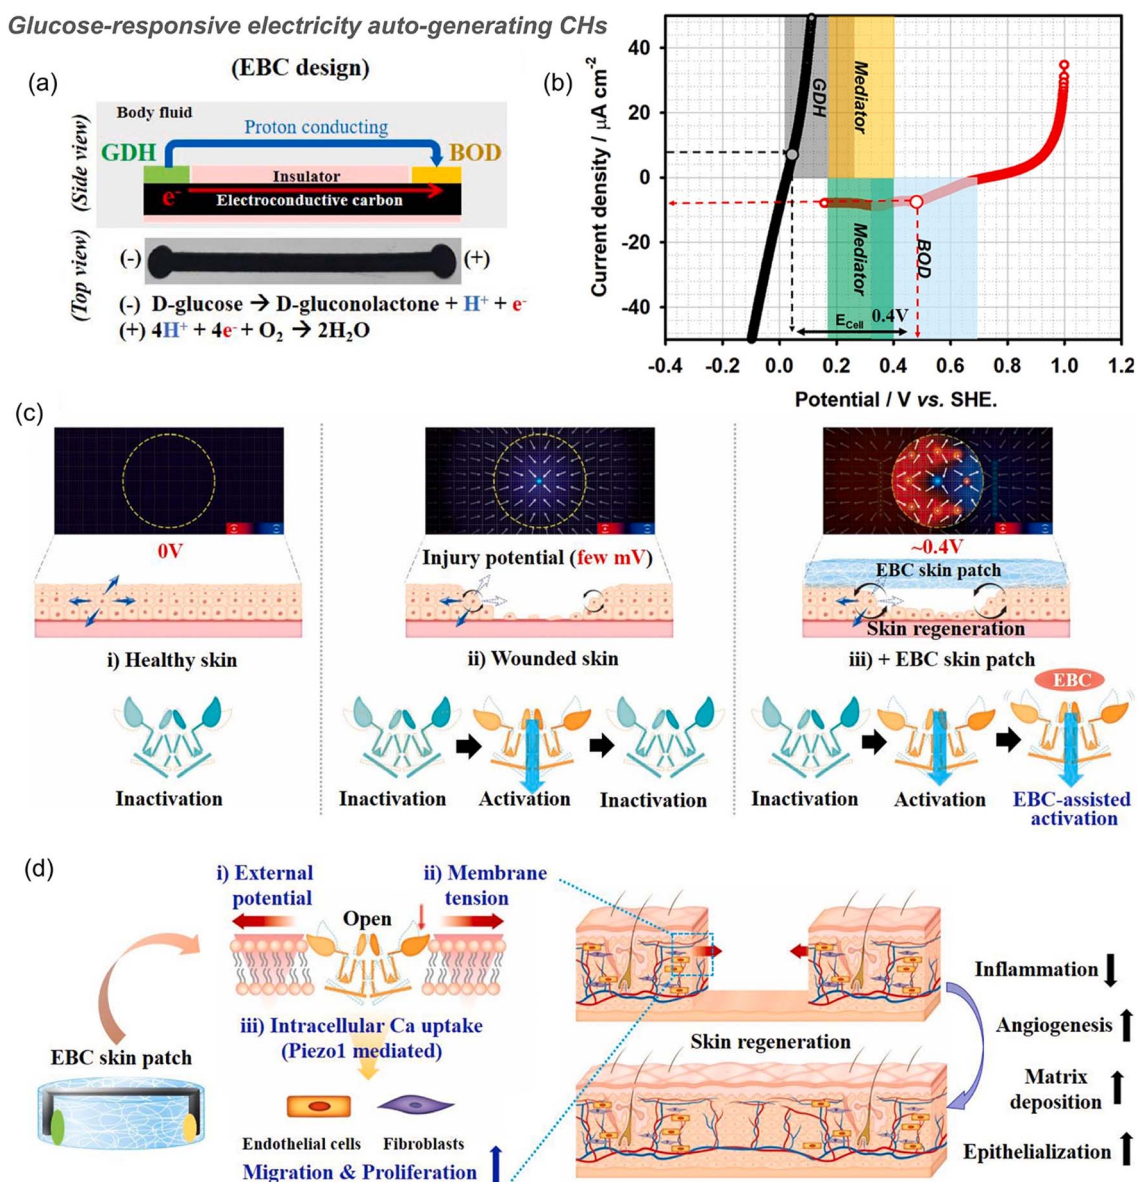 Glucose-responsive electricity auto-generating CHs
(a)
(EBC design)
(Side view)
Body fluid
Proton conducting
GDH
BOD
Insulator
e-
Electroconductive carbon
(Top view)
(-)
(+)
(-) D-glucose → D-gluconolactone + H+ + e-
(+) 4H+ + 4e- + O2 → 2H2O
(b)
Current density / μA cm-2
40
20
0
-20
-40
GDH
Mediator
Mediator
BOD
ECell
0.4V
-0.4
-0.2
0.0
0.2
0.4
0.6
0.8
1.0
1.2
Potential / V vs. SHE.
(c)
0V
Injury potential (few mV)
~0.4V
EBC skin patch
Skin regeneration
i) Healthy skin
ii) Wounded skin
iii) + EBC skin patch
EBC
Inactivation
Inactivation
Activation
Inactivation
Inactivation
Activation
EBC-assisted
activation
(d)
i) External
potential
ii) Membrane
tension
Open
iii) Intracellular Ca uptake
(Piezo1 mediated)
EBC skin patch
Endothelial cells
Fibroblasts
Migration & Proliferation
Skin regeneration
Inflammation
Angiogenesis
Matrix
deposition
Epithelialization